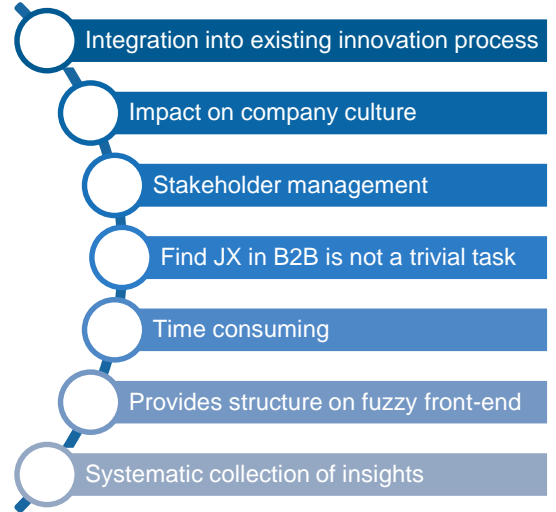 Integration into existing innovation process
Impact on company culture
Stakeholder management
Find JX in B2B is not a trivial task
Time consuming
Provides structure on fuzzy front-end
Systematic collection of insights